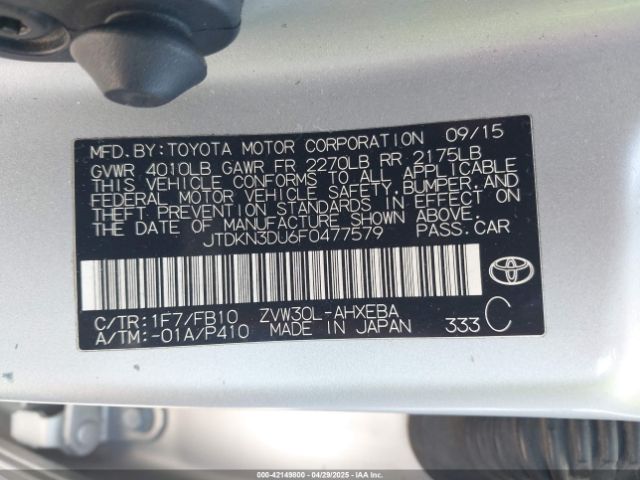 MFD. BY: TOYOTA MOTOR CORPORATION 09/15
GVWR 4010LB GAWR FR 2270LB RR 2175LB
THIS VEHICLE CONFORMS TO ALL APPLICABLE
FEDERAL MOTOR VEHICLE SAFETY, BUMPER, AND
THEFT PREVENTION STANDARDS IN EFFECT ON
THE DATE OF MANUFACTURE SHOWN ABOVE.
JTDKN3DU6F0477579 PASS. CAR
C/TR: 1F7/FB10 ZVW30L-AHXEBA
A/TM: -01A/P410 MADE IN JAPAN 333 C
000-42149800 04/29/2025 IAA